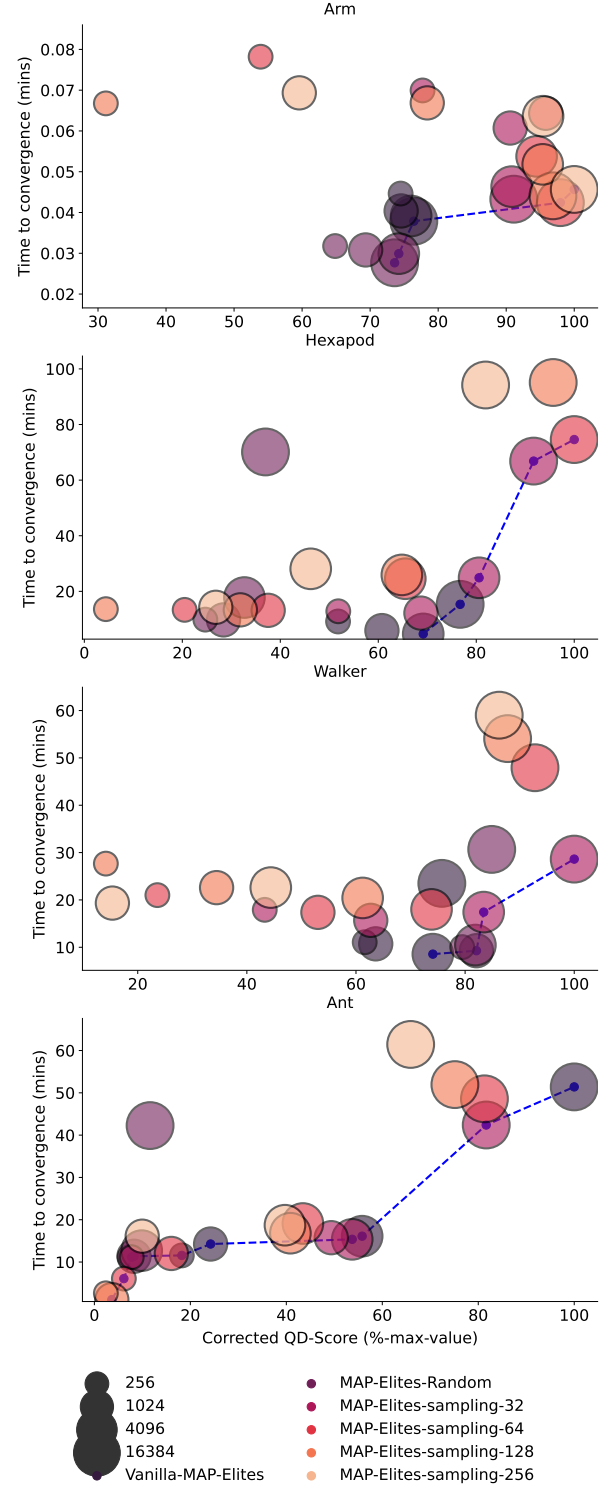 Arm
0.08
0.07
0.06
0.05
0.04
0.03
0.02
Time to convergence (mins)
30 40 50 60 70 80 90 100
Hexapod
100
80
60
40
20
Time to convergence (mins)
0 20 40 60 80 100
Walker
60
50
40
30
20
10
Time to convergence (mins)
20 40 60 80 100
Ant
60
50
40
30
20
10
Time to convergence (mins)
0 20 40 60 80 100
Corrected QD-Score (%-max-value)
256
1024
4096
16384
Vanilla-MAP-Elites
MAP-Elites-Random
MAP-Elites-sampling-32
MAP-Elites-sampling-64
MAP-Elites-sampling-128
MAP-Elites-sampling-256